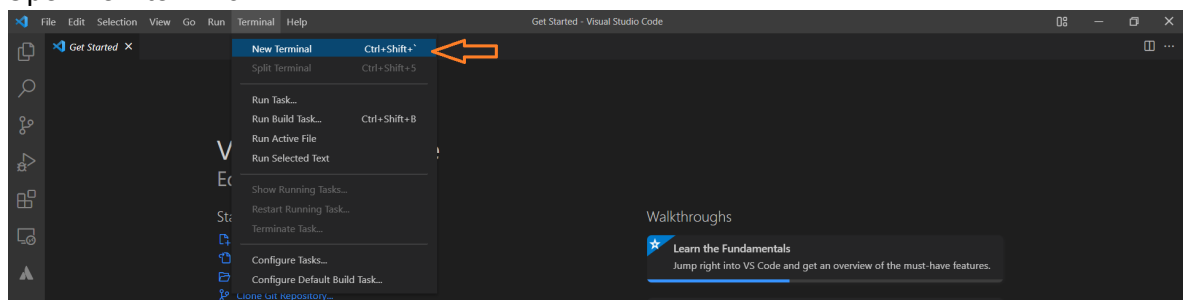 File Edit Selection View Go Run Terminal Help Get Started - Visual Studio Code
Get Started
New Terminal Ctrl+Shift+`
Split Terminal Ctrl+Shift+5
Run Task...
Run Build Task... Ctrl+Shift+B
Run Active File
Run Selected Text
Show Running Tasks...
Restart Running Task...
Terminate Task...
Configure Tasks...
Configure Default Build Task...
Walkthroughs
Learn the Fundamentals
Jump right into VS Code and get an overview of the must-have features.
Clone Git Repository...